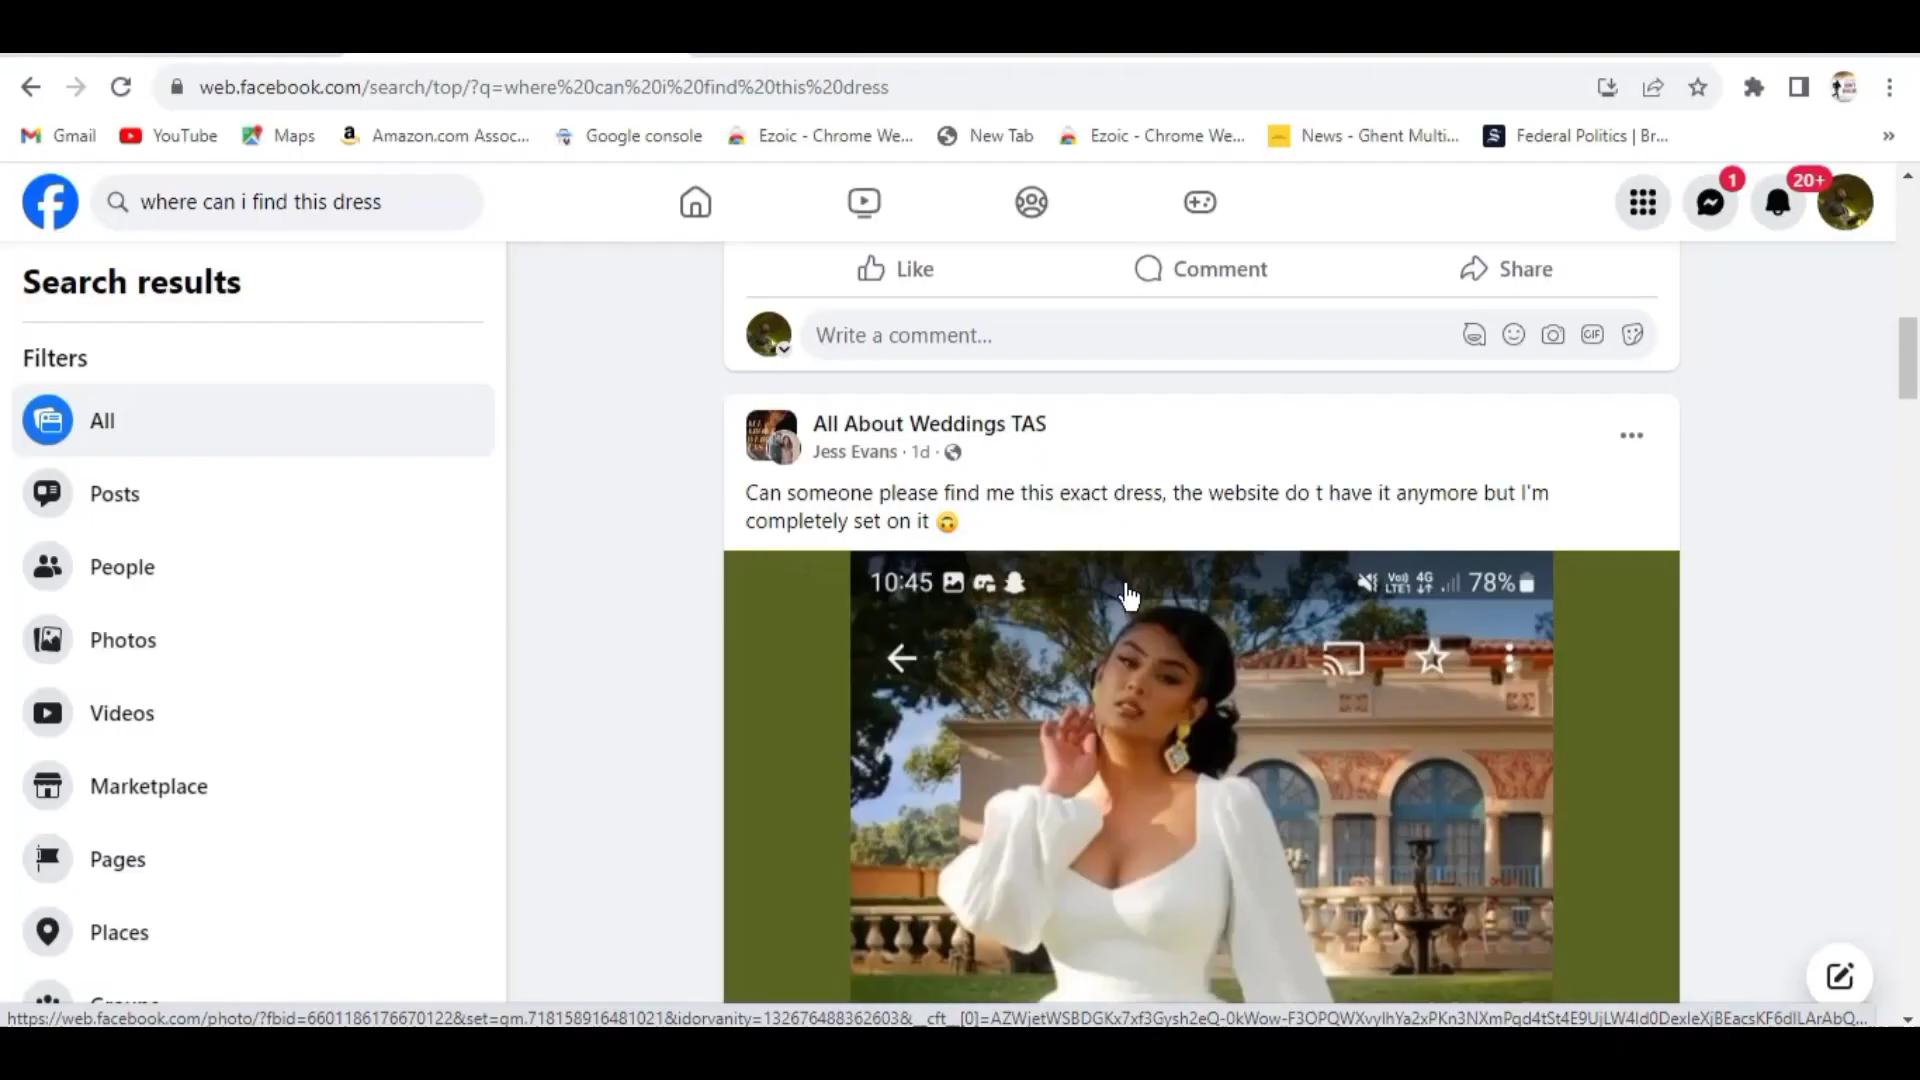 web.facebook.com/search/top/?q=where%20can%20i%20find%20this%20dress
Gmail
YouTube
Maps
Amazon.com Assoc...
Google console
Ezoic - Chrome We...
New Tab
Ezoic - Chrome We...
News - Ghent Multi...
Federal Politics | Br...
»
where can i find this dress
1
20+
Search results
Filters
All
Posts
People
Photos
Videos
Marketplace
Pages
Places
Like
Comment
Share
Write a comment...
GIF
All About Weddings TAS
Jess Evans · 1d ·
Can someone please find me this exact dress, the website do t have it anymore but I'm
completely set on it 🙃
10:45
Vo) 4G
LTE1
78%